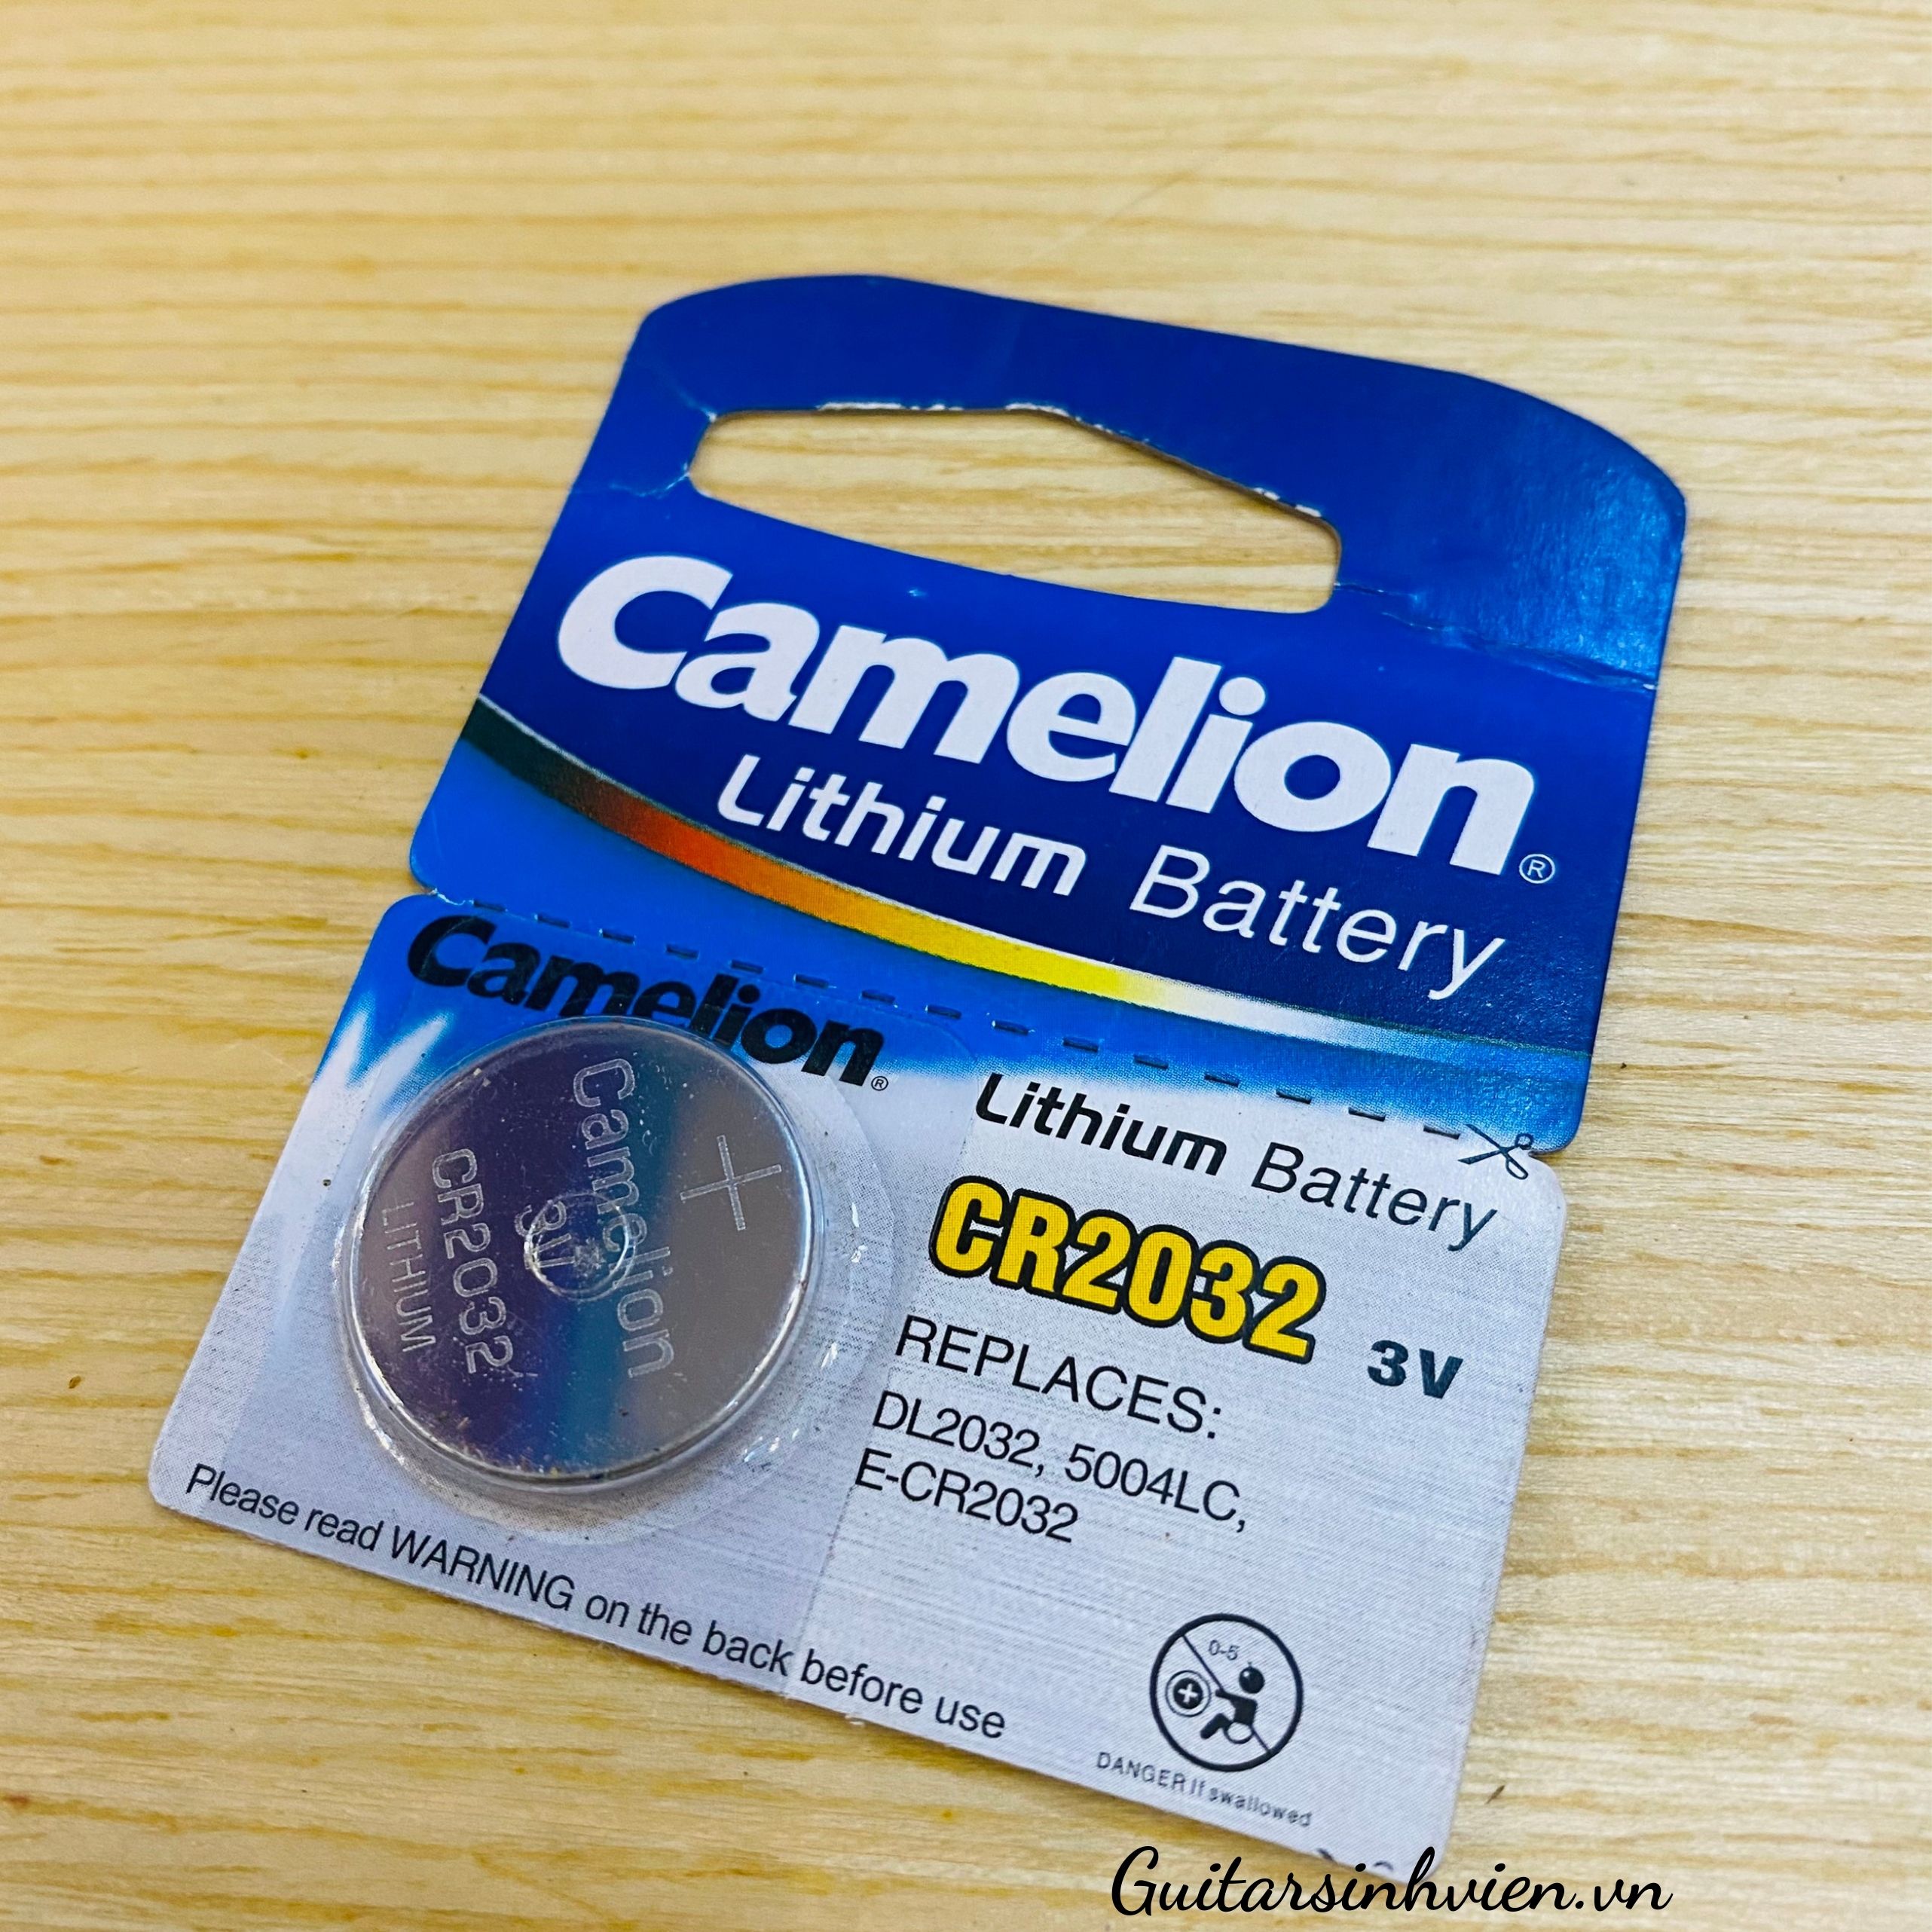 Camelion®
Lithium Battery
Camelion®
Lithium Battery
CR2032 3V
REPLACES:
DL2032, 5004LC,
E-CR2032
+
Camelion
3V
CR2032
LITHIUM
Please read WARNING on the back before use
0-5
+
DANGER If swallowed
Guitarsinhvien.vn